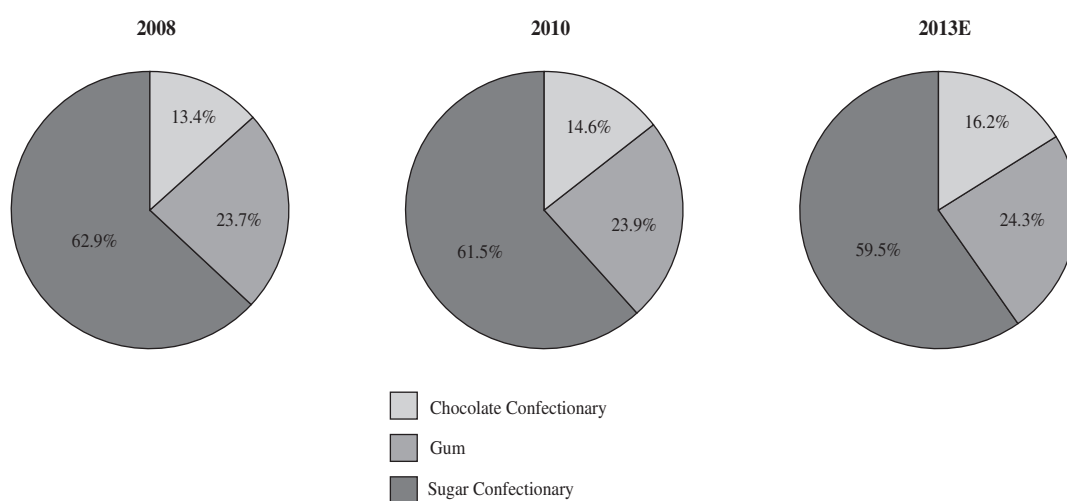 2008
2010
2013E
13.4%
23.7%
62.9%
14.6%
23.9%
61.5%
16.2%
24.3%
59.5%
Chocolate Confectionary
Gum
Sugar Confectionary